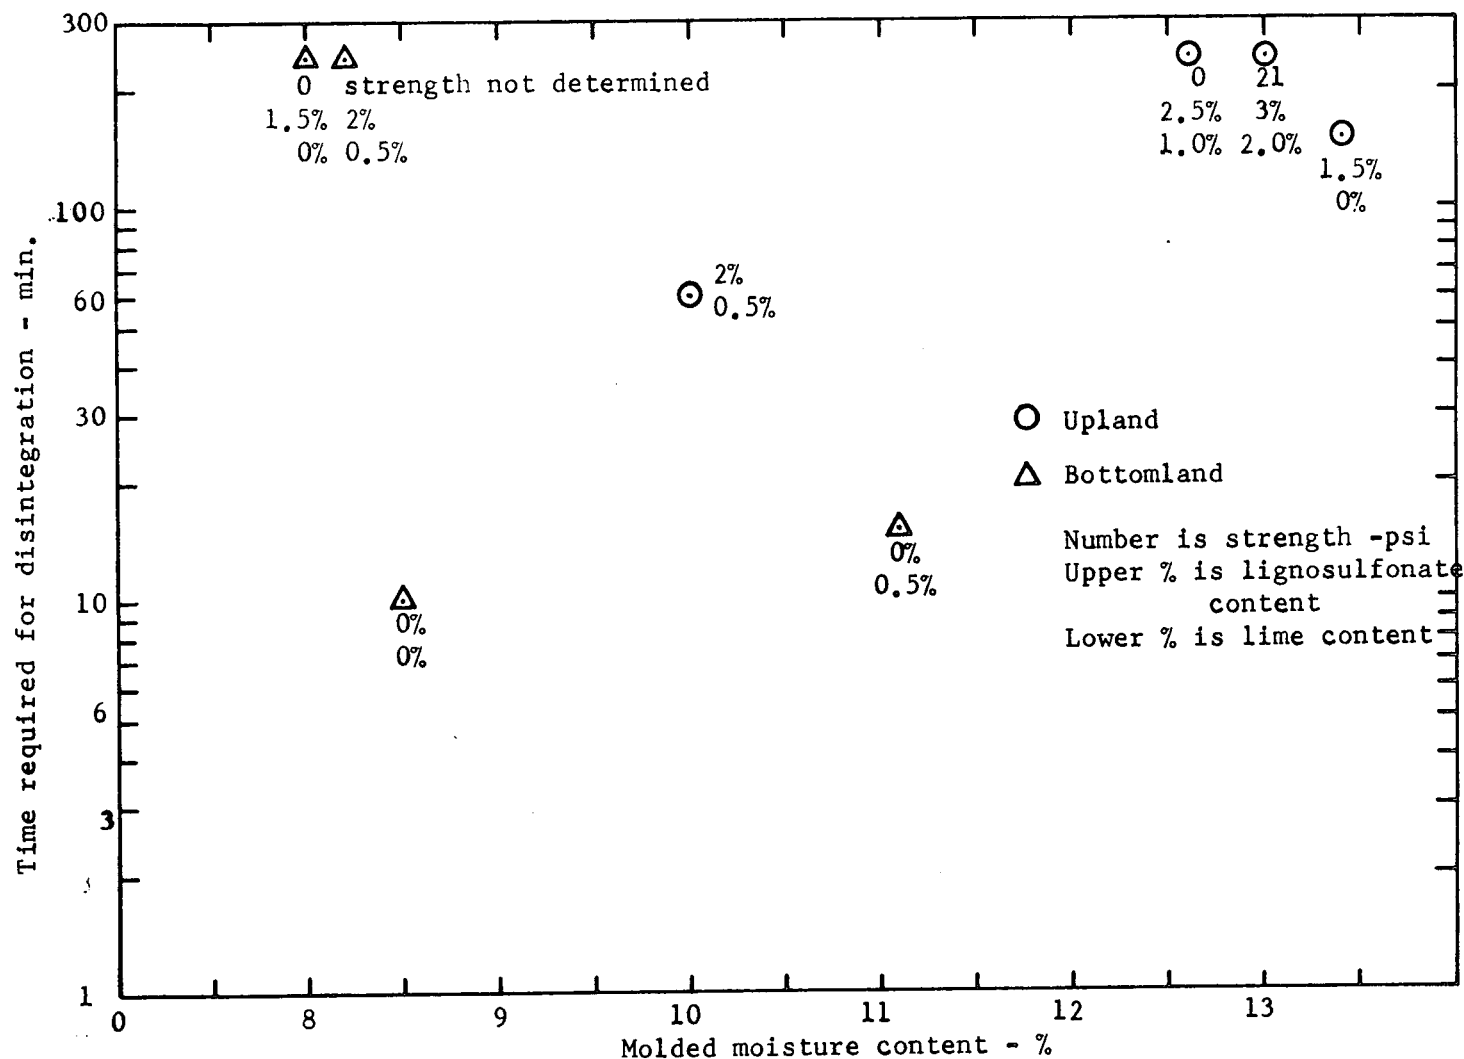 300
0 strength not determined
1.5% 2%
0% 0.5%
0 21
2.5% 3%
1.0% 2.0%
1.5%
0%
100
2%
0.5%
60
30
Upland
Bottomland
0%
0.5%
Number is strength -psi
Upper % is lignosulfonate
content
Lower % is lime content
10
0%
0%
6
3
1
Time required for disintegration - min.
0 8 9 10 11 12 13
Molded moisture content - %